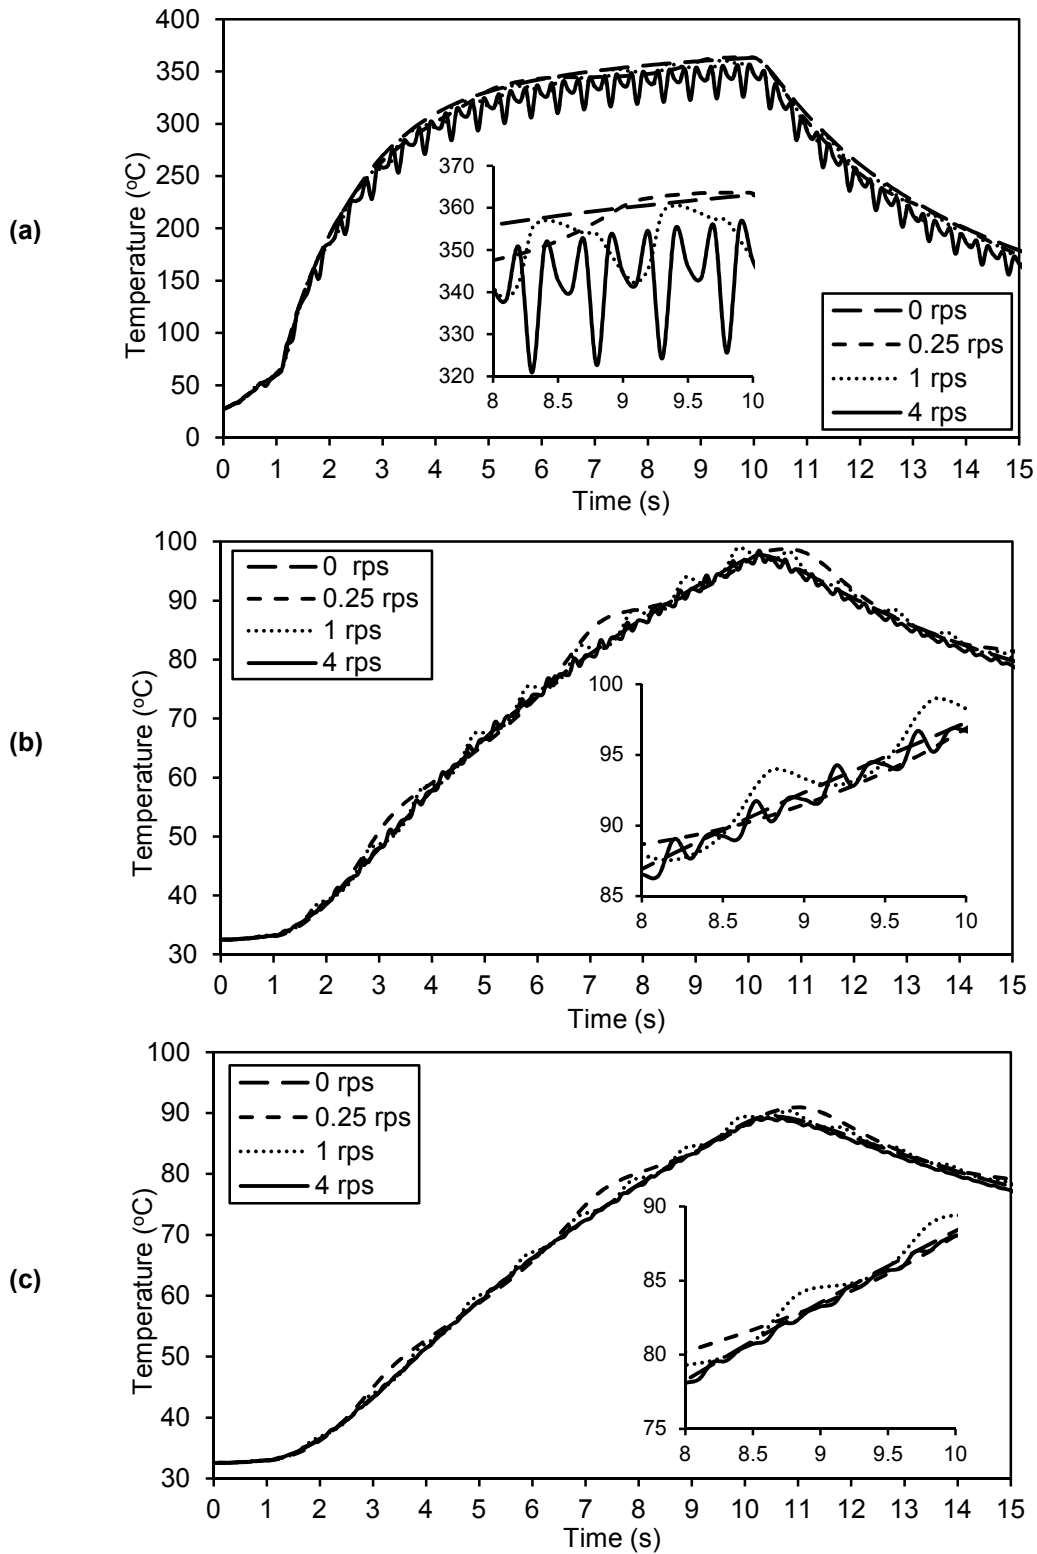 (a)
Temperature (°C)
400
350
300
250
200
150
100
50
0
370
360
350
340
330
320
8 8.5 9 9.5 10
0 rps
0.25 rps
1 rps
4 rps
0 1 2 3 4 5 6 7 8 9 10 11 12 13 14 15
Time (s)
(b)
Temperature (°C)
100
90
80
70
60
50
40
30
0 rps
0.25 rps
1 rps
4 rps
100
95
90
85
8 8.5 9 9.5 10
0 1 2 3 4 5 6 7 8 9 10 11 12 13 14 15
Time (s)
(c)
Temperature (°C)
100
90
80
70
60
50
40
30
0 rps
0.25 rps
1 rps
4 rps
90
85
80
75
8 8.5 9 9.5 10
0 1 2 3 4 5 6 7 8 9 10 11 12 13 14 15
Time (s)